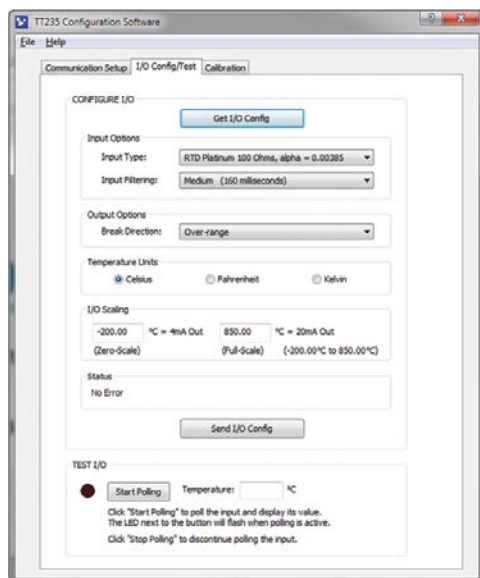 TT235 Configuration Software
File Help
Communication Setup I/O Config/Test Calibration
CONFIGURE I/O
Get I/O Config
Input Options
Input Type: RTD Platinum 100 Ohms, alpha = 0.00385
Input Filtering: Medium (160 miliseconds)
Output Options
Break Direction: Over-range
Temperature Units
Celsius Fahrenheit Kelvin
I/O Scaling
-200.00 °C = 4mA Out 850.00 °C = 20mA Out
(Zero-Scale) (Full-Scale) (-200.00°C to 850.00°C)
Status
No Error
Send I/O Config
TEST I/O
Start Polling Temperature: °C
Click "Start Polling" to poll the input and display its value.
The LED next to the button will flash when polling is active.
Click "Stop Polling" to discontinue polling the input.